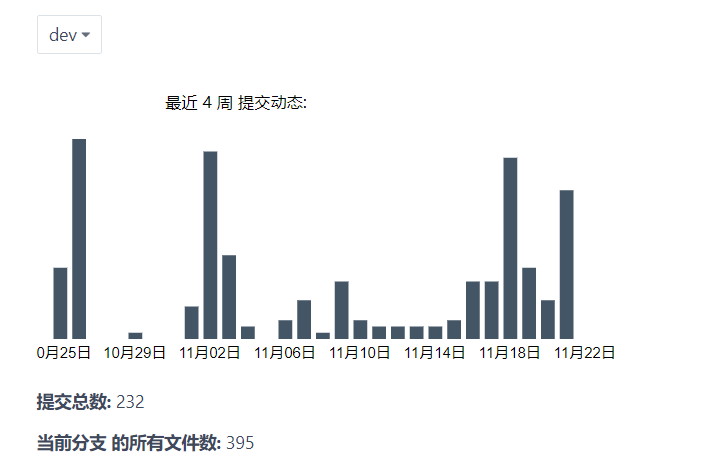 dev
最近 4 周 提交动态:
0月25日 10月29日 11月02日 11月06日 11月10日 11月14日 11月18日 11月22日
提交总数: 232
当前分支 的所有文件数: 395